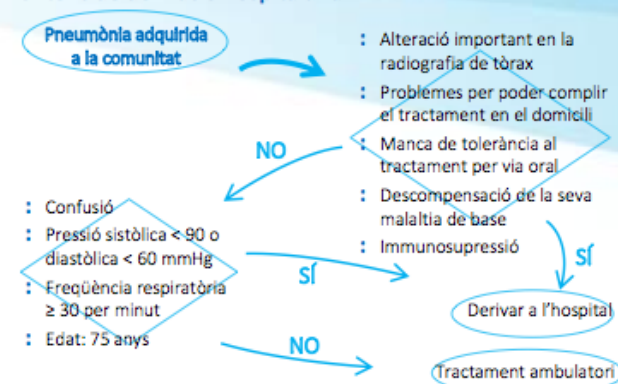 Pneumònia adquirida
a la comunitat
: Alteració important en la
radiografia de tòrax
: Problemes per poder complir
el tractament en el domicili
: Manca de tolerància al
tractament per via oral
: Descompensació de la seva
malaltia de base
: Immunosupressió
NO
: Confusió
: Pressió sistòlica < 90 o
diastòlica < 60 mmHg
: Freqüència respiratòria
≥ 30 per minut
: Edat: 75 anys
SÍ
SÍ
Derivar a l'hospital
NO
Tractament ambulatori